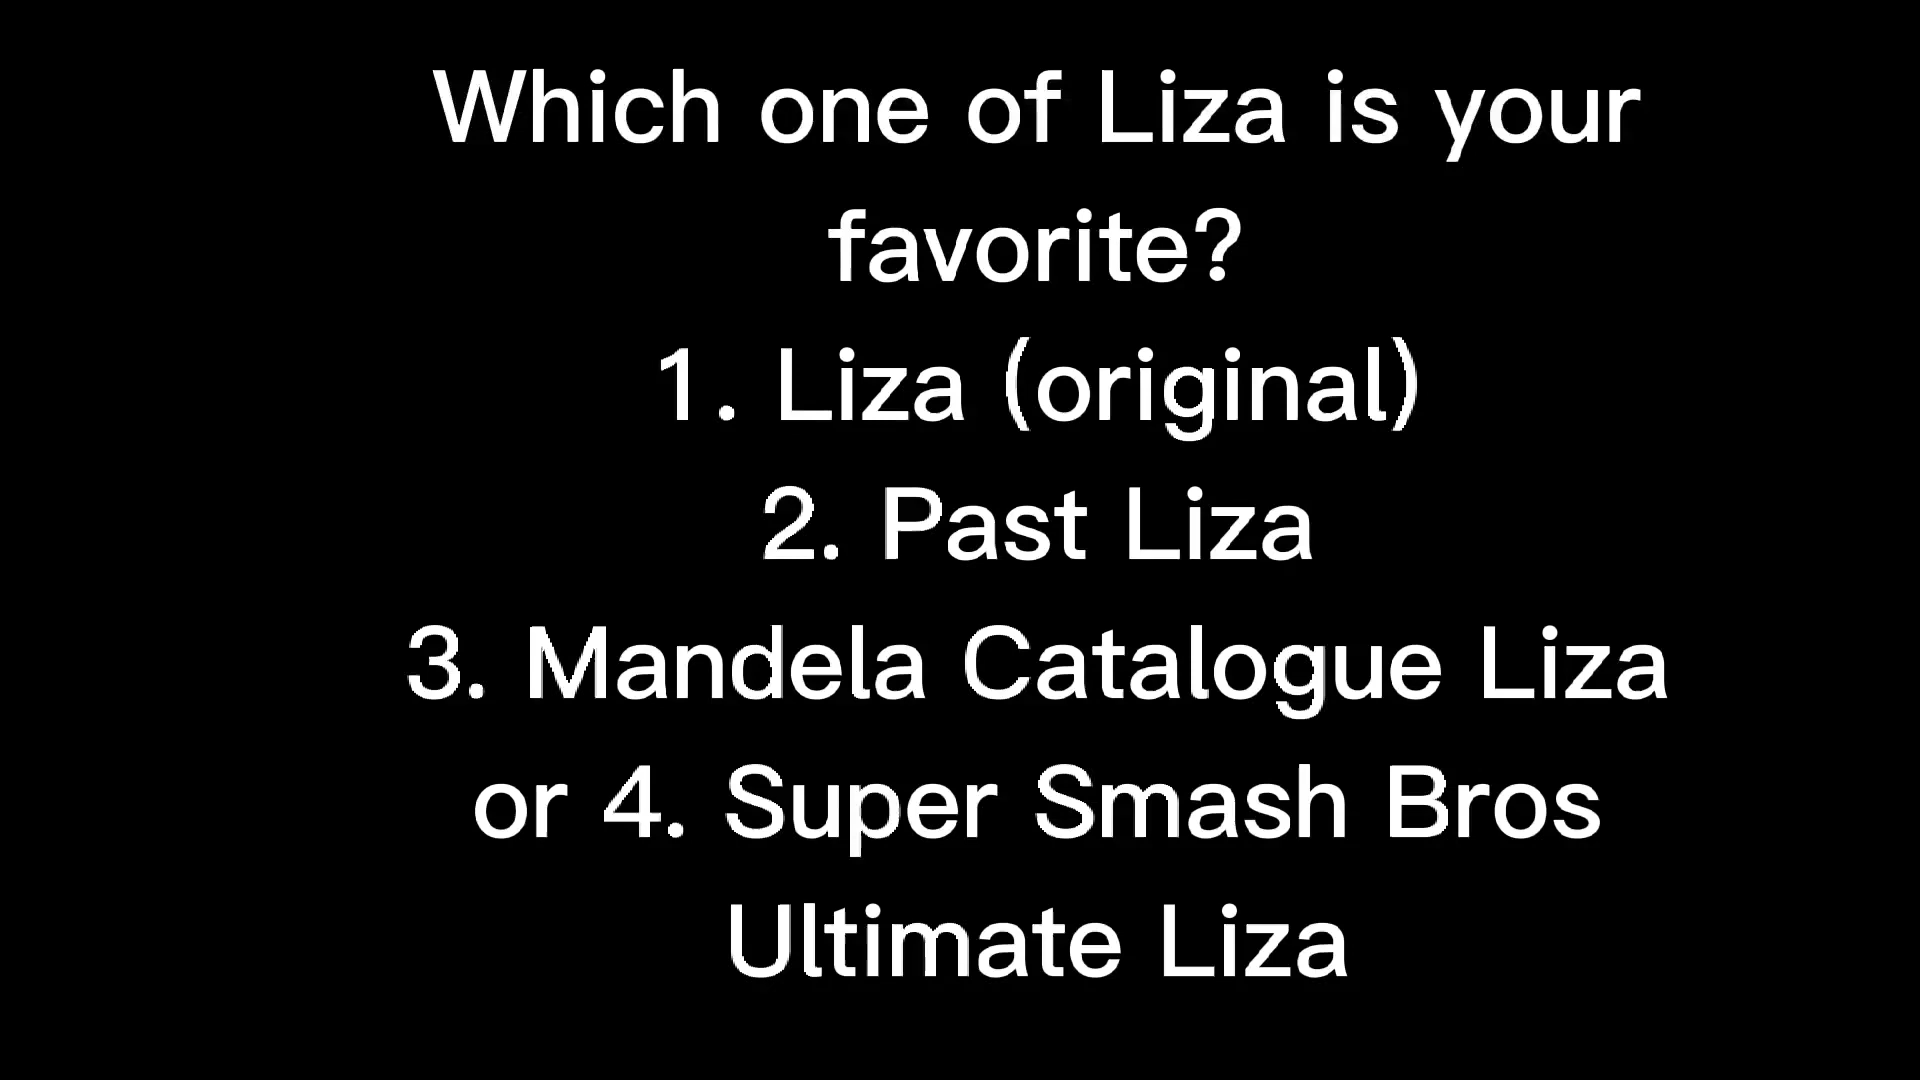 Which one of Liza is your
favorite?
1. Liza (original)
2. Past Liza
3. Mandela Catalogue Liza
or 4. Super Smash Bros
Ultimate Liza